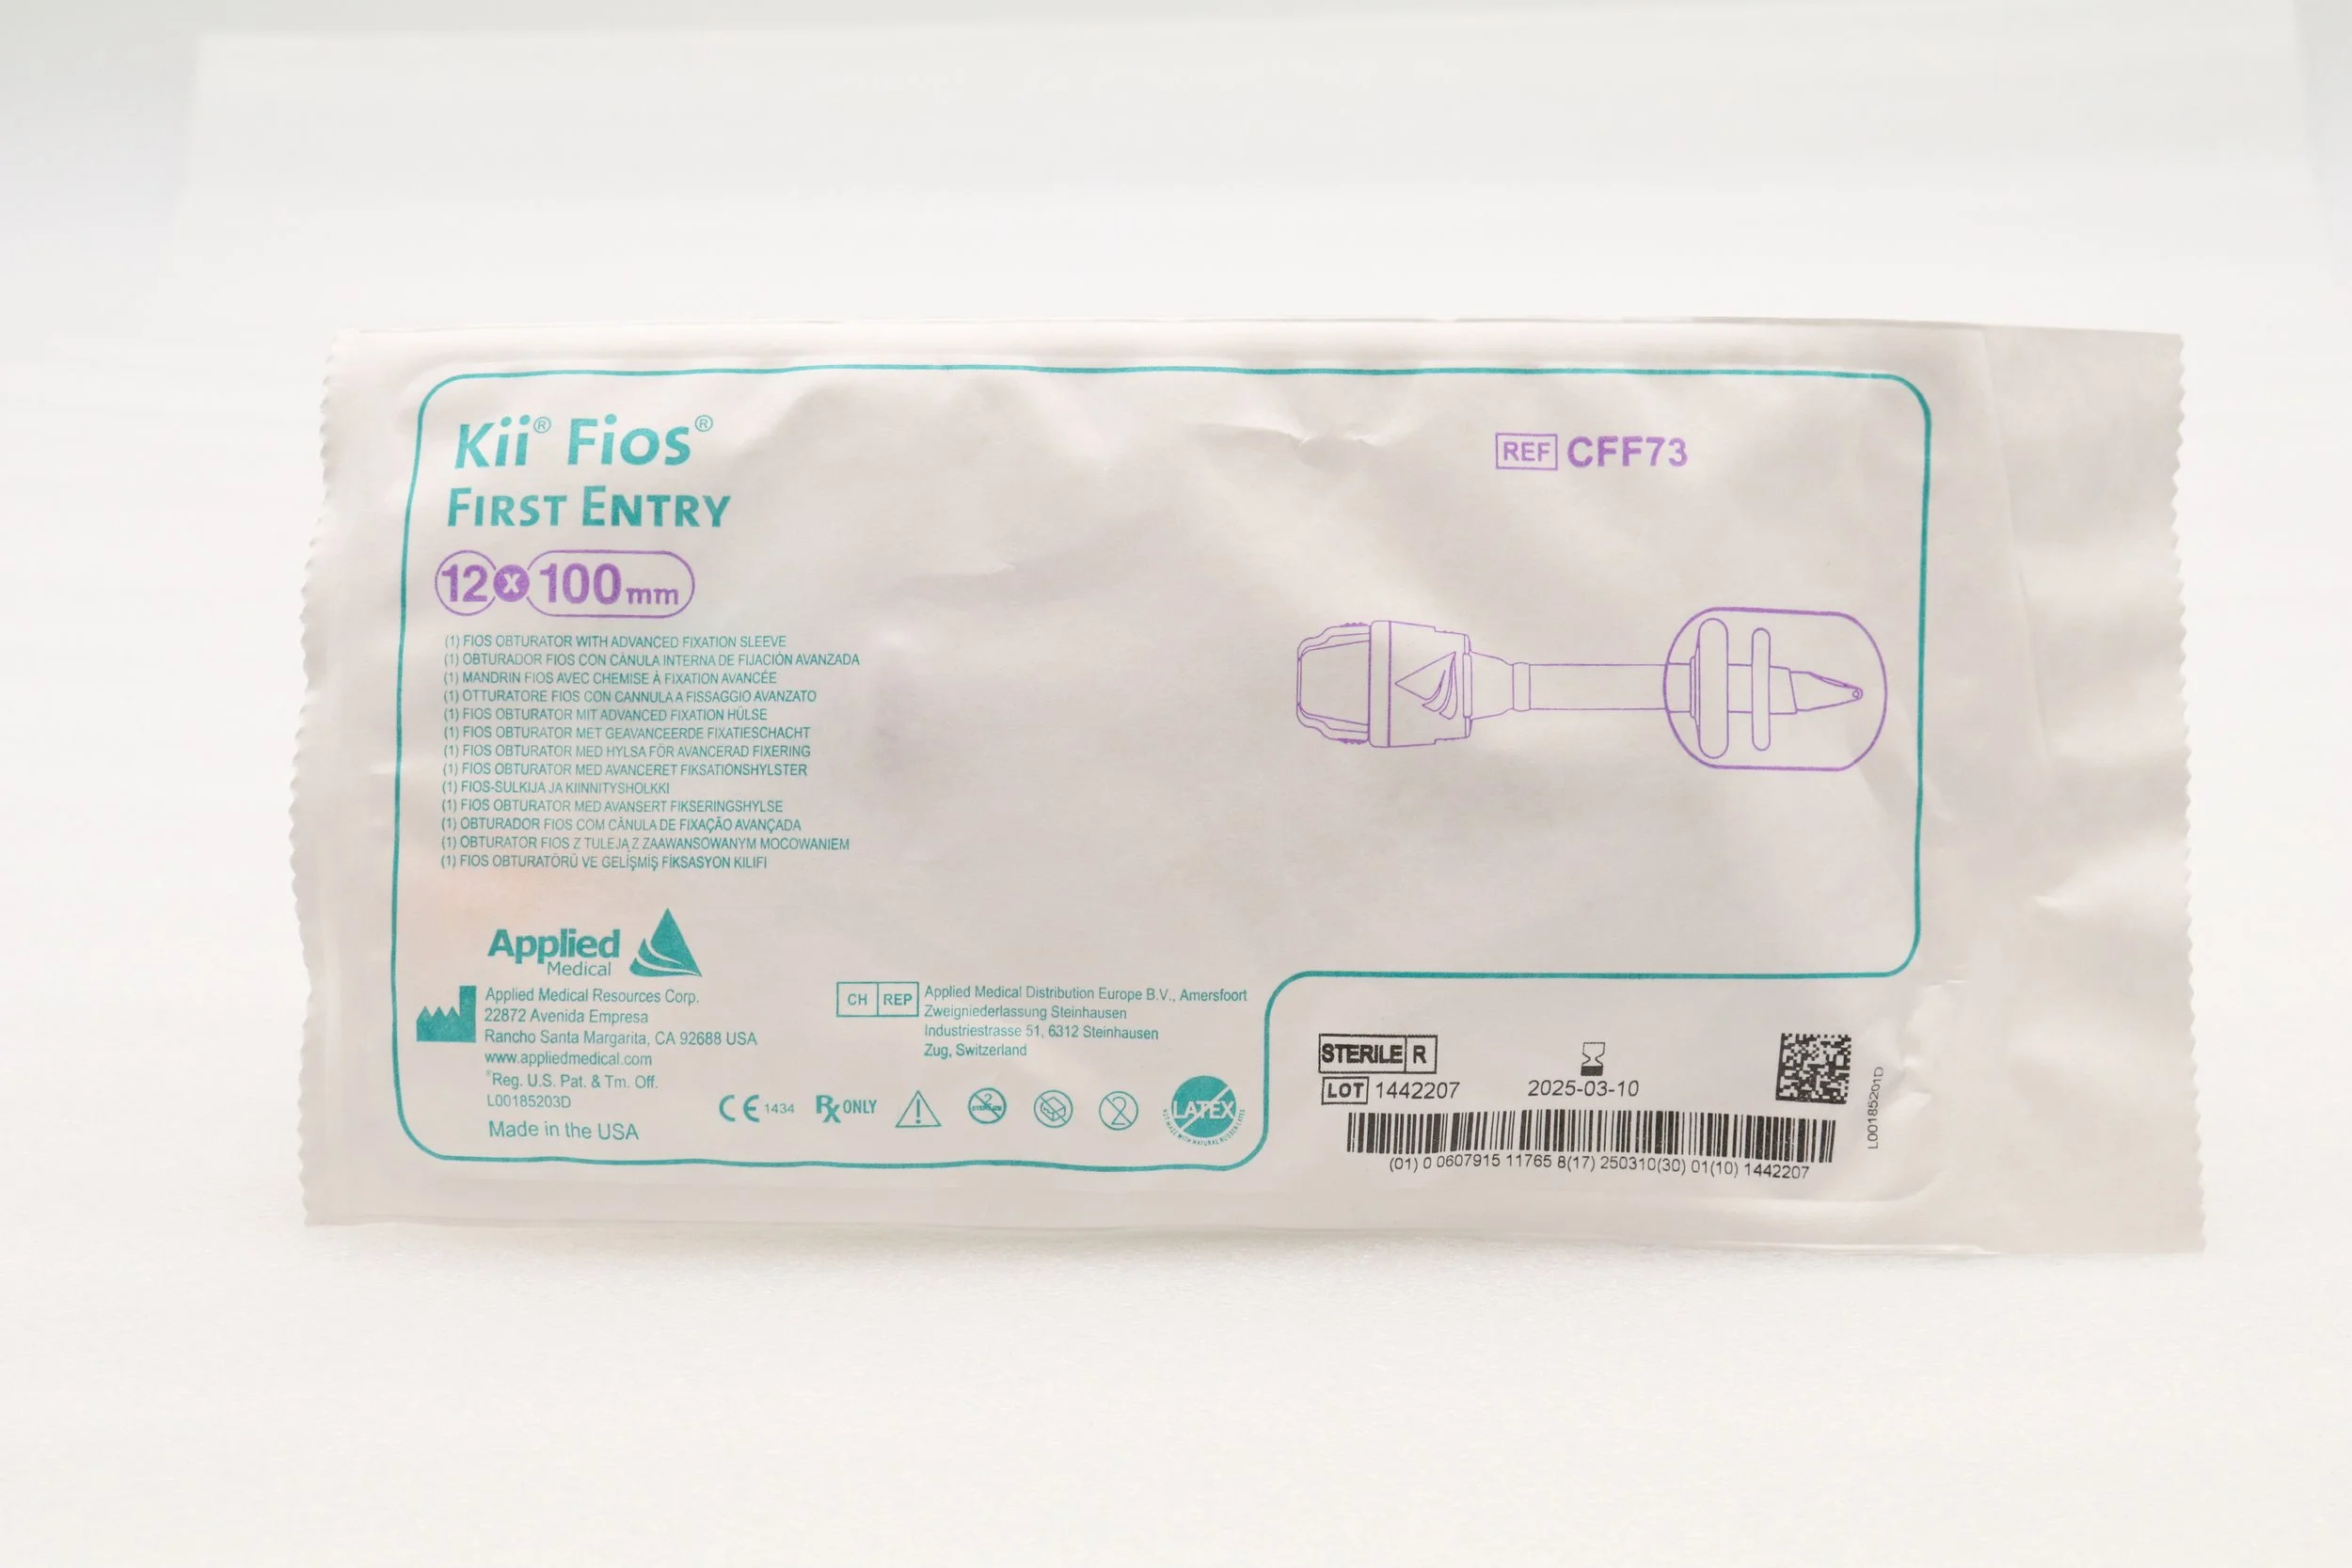 Kii® Fios®
FIRST ENTRY
12 x 100 mm
REF CFF73
(1) FIOS OBTURATOR WITH ADVANCED FIXATION SLEEVE
(1) OBTURADOR FIOS CON CÁNULA INTERNA DE FIJACIÓN AVANZADA
(1) MANDRIN FIOS AVEC CHEMISE À FIXATION AVANCÉE
(1) OTTURATORE FIOS CON CANNULA A FISSAGGIO AVANZATO
(1) FIOS OBTURATOR MIT ADVANCED FIXATION HÜLSE
(1) FIOS OBTURATOR MET GEAVANCEERDE FIXATIESCHACHT
(1) FIOS OBTURATOR MED HYLSA FÖR AVANCERAD FIXERING
(1) FIOS OBTURATOR MED AVANCERET FIKSATIONSHYLSTER
(1) FIOS-SULKIJA JA KIINNITYSHOLKKI
(1) FIOS OBTURATOR MED AVANSERT FIKSERINGSHYLSE
(1) OBTURADOR FIOS COM CÂNULA DE FIXAÇÃO AVANÇADA
(1) OBTURATOR FIOS Z TULEJĄ Z ZAAWANSOWANYM MOCOWANIEM
(1) FIOS OBTURATÖRÜ VE GELİŞMİŞ FİKSASYON KILIFI
Applied
Medical
Applied Medical Resources Corp.
22872 Avenida Empresa
Rancho Santa Margarita, CA 92688 USA
www.appliedmedical.com
®Reg. U.S. Pat. & Tm. Off.
L00185203D
Made in the USA
CH REP
Applied Medical Distribution Europe B.V., Amersfoort
Zweigniederlassung Steinhausen
Industriestrasse 51, 6312 Steinhausen
Zug, Switzerland
CE 1434
Rx ONLY
2
LATEX
STERILE R
LOT 1442207
2025-03-10
(01) 0 0607915 11765 8(17) 250310(30) 01(10) 1442207
L00185201D